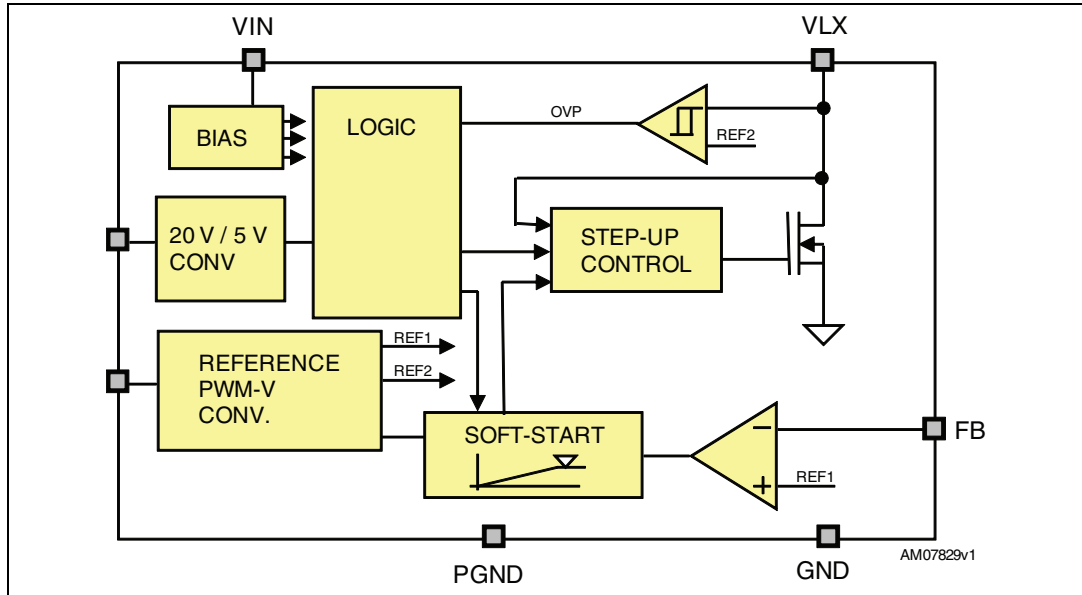 VIN
VLX
BIAS
LOGIC
OVP
REF2
20 V / 5 V
CONV
STEP-UP
CONTROL
REFERENCE
PWM-V
CONV.
REF1
REF2
SOFT-START
−
+
REF1
FB
PGND
GND
AM07829v1